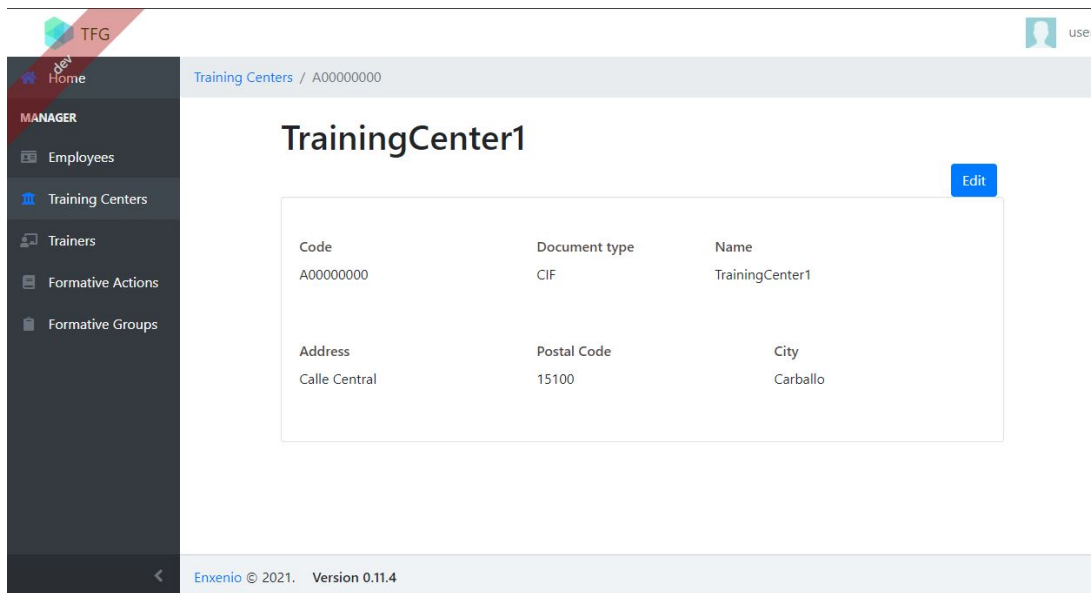 TFG
use
dev
Home
Training Centers / A00000000
MANAGER
Employees
Training Centers
Trainers
Formative Actions
Formative Groups
TrainingCenter1
Edit
Code Document type Name
A00000000 CIF TrainingCenter1
Address Postal Code City
Calle Central 15100 Carballo
Enxenio © 2021. Version 0.11.4